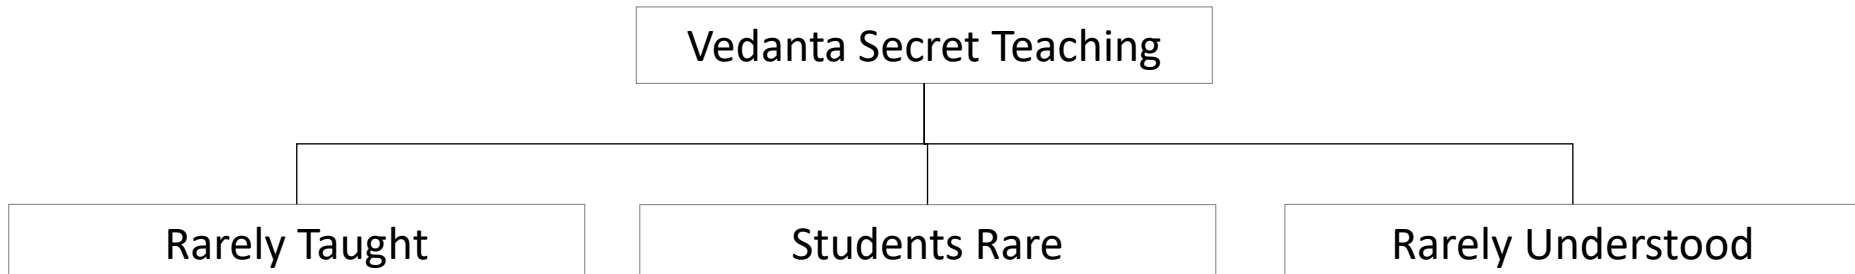 Vedanta Secret Teaching
Rarely Taught
Students Rare
Rarely Understood